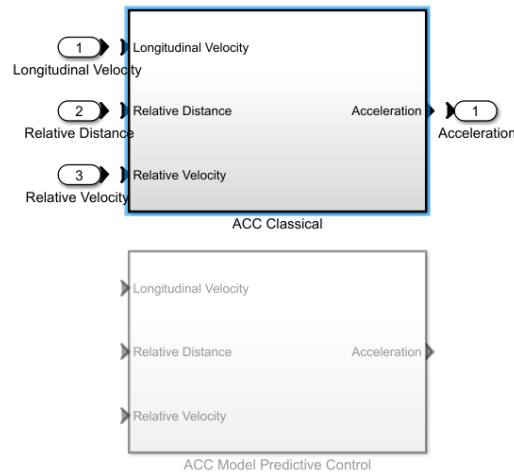 1
Longitudinal Velocity
Longitudinal Velocity
2
Relative Distance
Acceleration
1
Relative Distance
Acceleration
3
Relative Velocity
Relative Velocity
ACC Classical
Longitudinal Velocity
Relative Distance
Acceleration
Relative Velocity
ACC Model Predictive Control